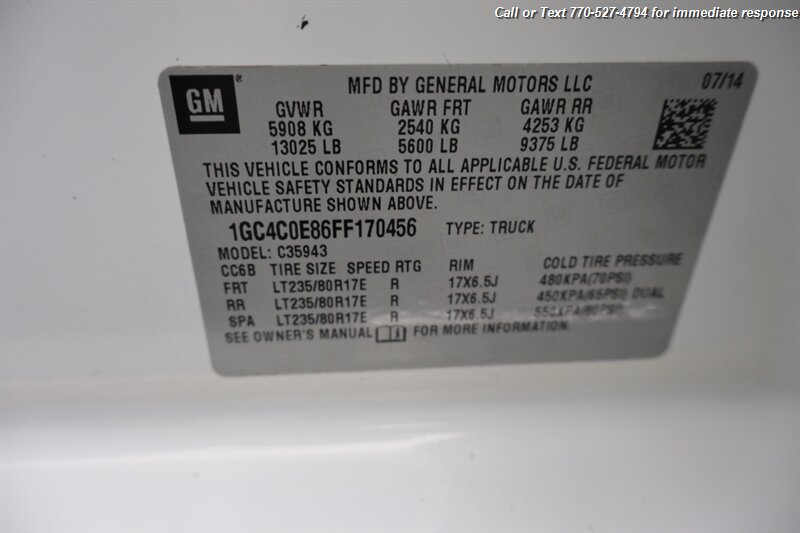 Call or Text 770-527-4794 for immediate response
GM ®
MFD BY GENERAL MOTORS LLC 07/14
GVWR GAWR FRT GAWR RR
5908 KG 2540 KG 4253 KG
13025 LB 5600 LB 9375 LB
THIS VEHICLE CONFORMS TO ALL APPLICABLE U.S. FEDERAL MOTOR
VEHICLE SAFETY STANDARDS IN EFFECT ON THE DATE OF
MANUFACTURE SHOWN ABOVE.
1GC4C0E86FF170456 TYPE: TRUCK
MODEL: C35943
CC6B TIRE SIZE SPEED RTG RIM COLD TIRE PRESSURE
FRT LT235/80R17E R 17X6.5J 480KPA(70PSI)
RR LT235/80R17E R 17X6.5J 450KPA(65PSI) DUAL
SPA LT235/80R17E R 17X6.5J 550KPA(80PSI)
SEE OWNER'S MANUAL FOR MORE INFORMATION.